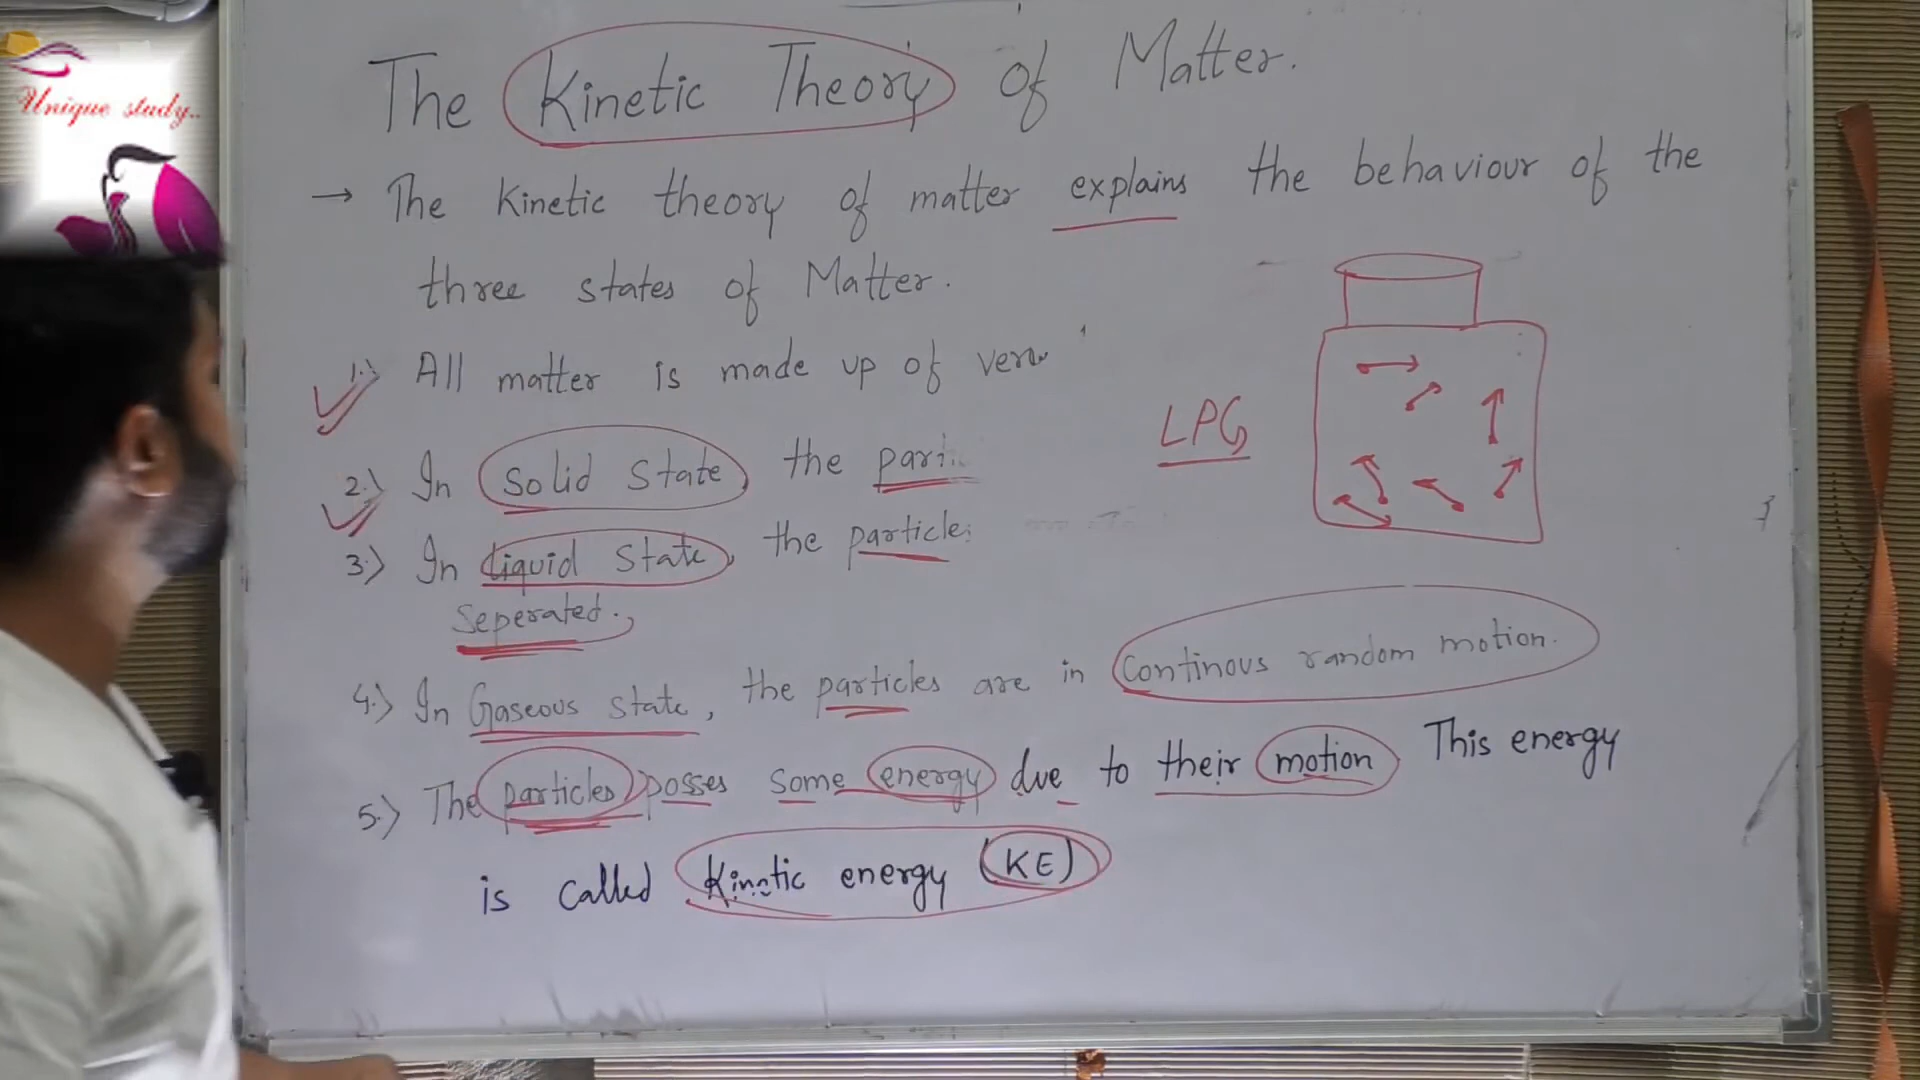 Unique study..
The Kinetic Theory of Matter.
→ The Kinetic theory of matter explains the behaviour of the
three states of Matter.
1.) All matter is made up of
LPG
2.) In Solid State the
3.) In Liquid State, the particle
Seperated.
4.) In Gaseous state, the particles are in Continous random motion.
5.) The particles posses some energy due to their motion This energy
is called Kinetic energy (KE)